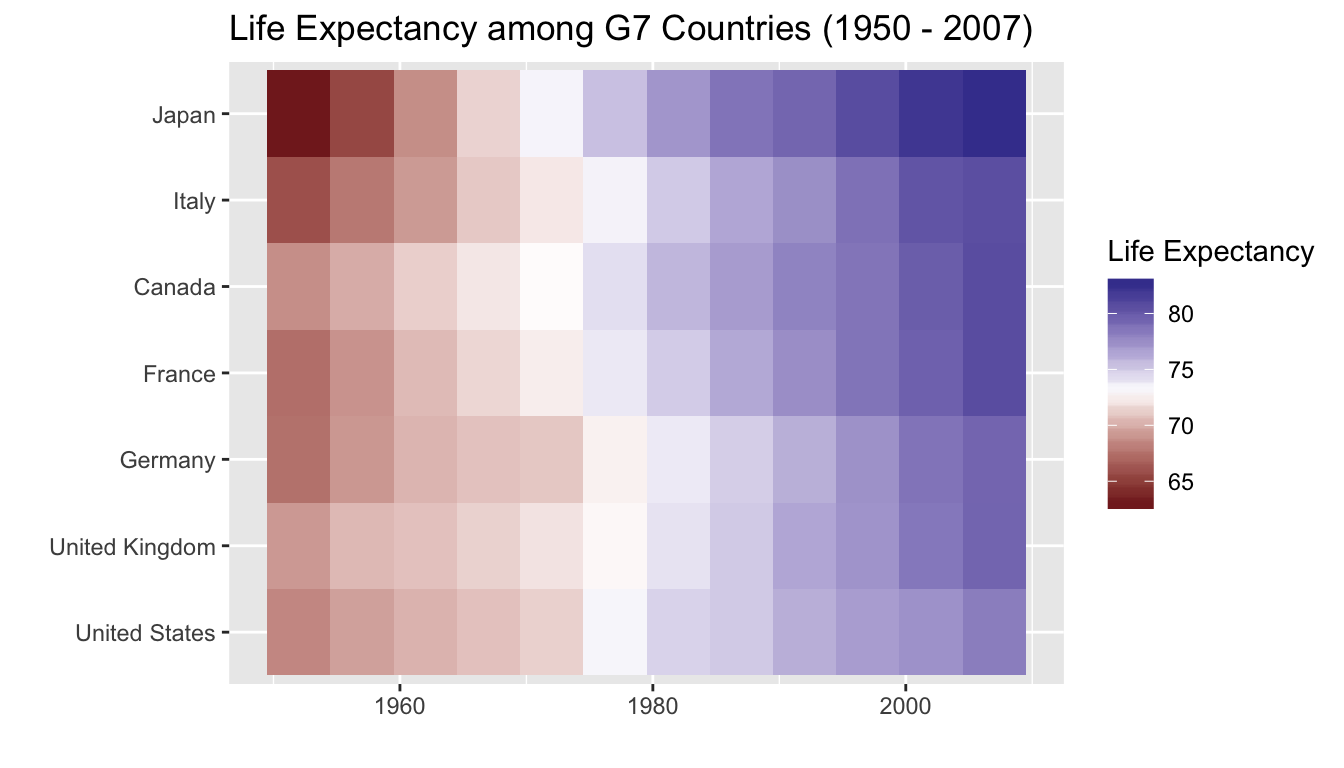 Life Expectancy among G7 Countries (1950 - 2007)
Japan
Italy
Canada
France
Germany
United Kingdom
United States
1960
1980
2000
Life Expectancy
80
75
70
65